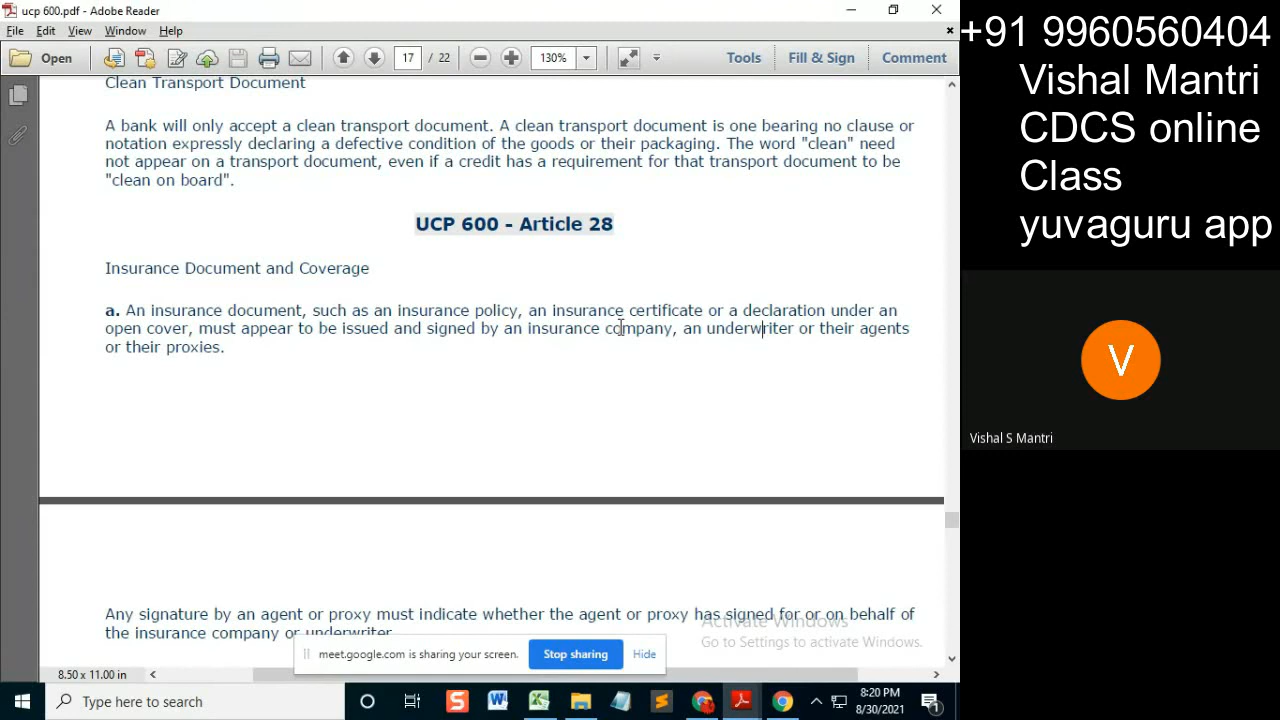 ucp 600.pdf - Adobe Reader
File Edit View Window Help
Open 17 / 22 130% Tools Fill & Sign Comment
Clean Transport Document
A bank will only accept a clean transport document. A clean transport document is one bearing no clause or
notation expressly declaring a defective condition of the goods or their packaging. The word "clean" need
not appear on a transport document, even if a credit has a requirement for that transport document to be
"clean on board".
UCP 600 - Article 28
Insurance Document and Coverage
a. An insurance document, such as an insurance policy, an insurance certificate or a declaration under an
open cover, must appear to be issued and signed by an insurance company, an underwriter or their agents
or their proxies.
Any signature by an agent or proxy must indicate whether the agent or proxy has signed for or on behalf of
the insurance company or underwriter.
Activate Windows
Go to Settings to activate Windows.
meet.google.com is sharing your screen. Stop sharing Hide
8.50 x 11.00 in
Type here to search
8:20 PM
8/30/2021
1
+91 9960560404
Vishal Mantri
CDCS online
Class
yuvaguru app
V
Vishal S Mantri